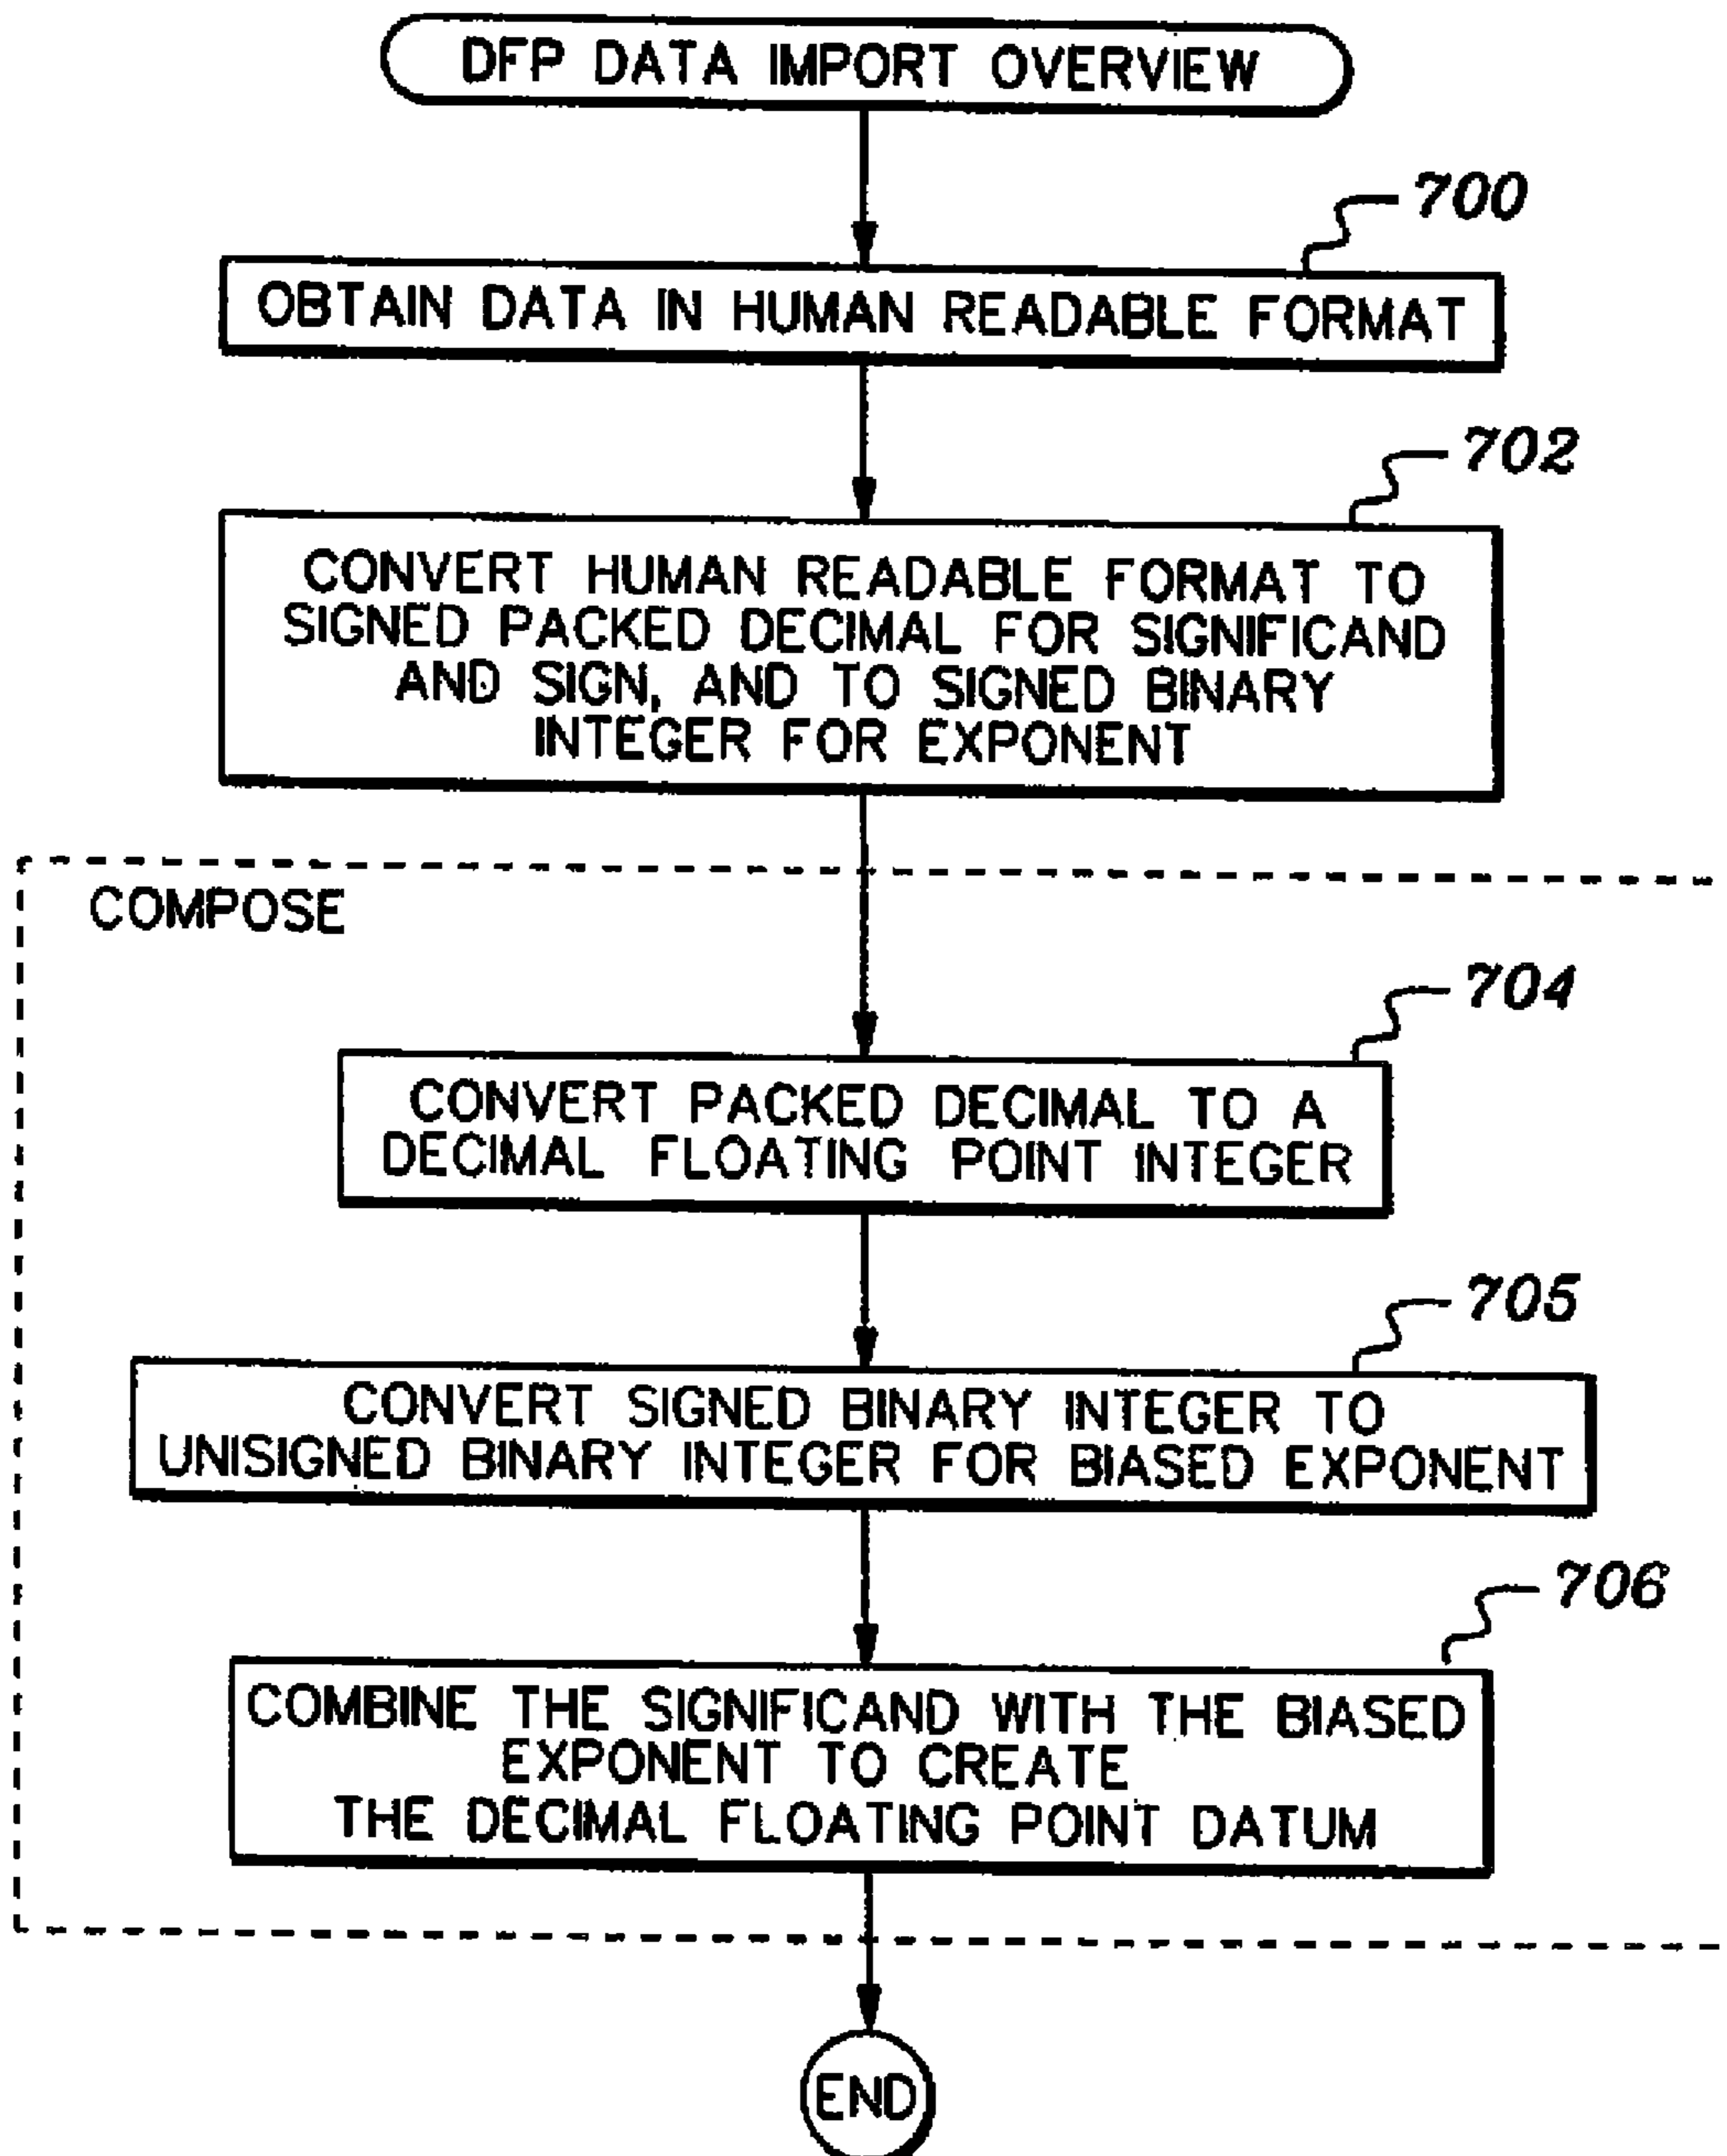 DFP DATA IMPORT OVERVIEW
700
OBTAIN DATA IN HUMAN READABLE FORMAT
702
CONVERT HUMAN READABLE FORMAT TO
SIGNED PACKED DECIMAL FOR SIGNIFICAND
AND SIGN, AND TO SIGNED BINARY
INTEGER FOR EXPONENT
COMPOSE
704
CONVERT PACKED DECIMAL TO A
DECIMAL FLOATING POINT INTEGER
705
CONVERT SIGNED BINARY INTEGER TO
UNISIGNED BINARY INTEGER FOR BIASED EXPONENT
706
COMBINE THE SIGNIFICAND WITH THE BIASED
EXPONENT TO CREATE
THE DECIMAL FLOATING POINT DATUM
END